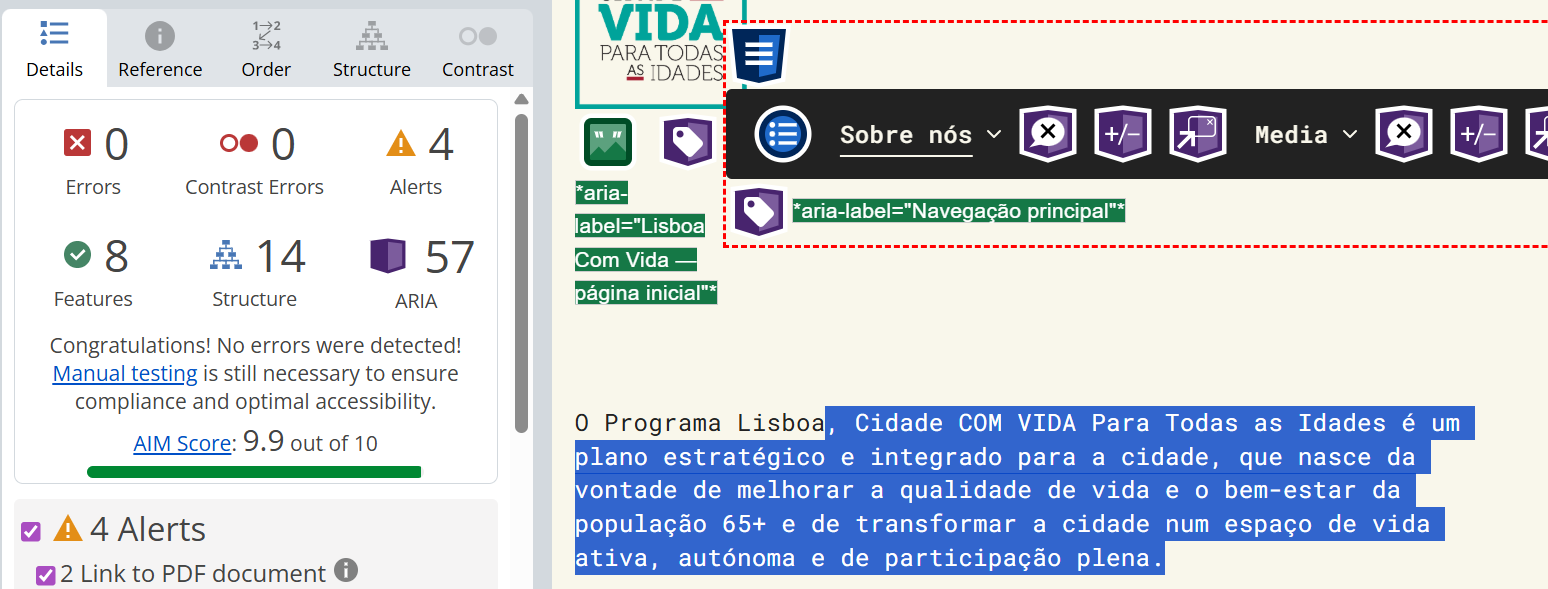 Details
Reference
Order
Structure
Contrast
0
Errors
0
Contrast Errors
4
Alerts
8
Features
14
Structure
57
ARIA
Congratulations! No errors were detected!
Manual testing is still necessary to ensure
compliance and optimal accessibility.
AIM Score: 9.9 out of 10
4 Alerts
2 Link to PDF document
VIDA
PARA TODAS
AS IDADES
*aria-
label="Lisboa
Com Vida —
página inicial"*
Sobre nós
+/-
Media
+/-
*aria-label="Navegação principal"*
O Programa Lisboa, Cidade COM VIDA Para Todas as Idades é um
plano estratégico e integrado para a cidade, que nasce da
vontade de melhorar a qualidade de vida e o bem-estar da
população 65+ e de transformar a cidade num espaço de vida
ativa, autónoma e de participação plena.